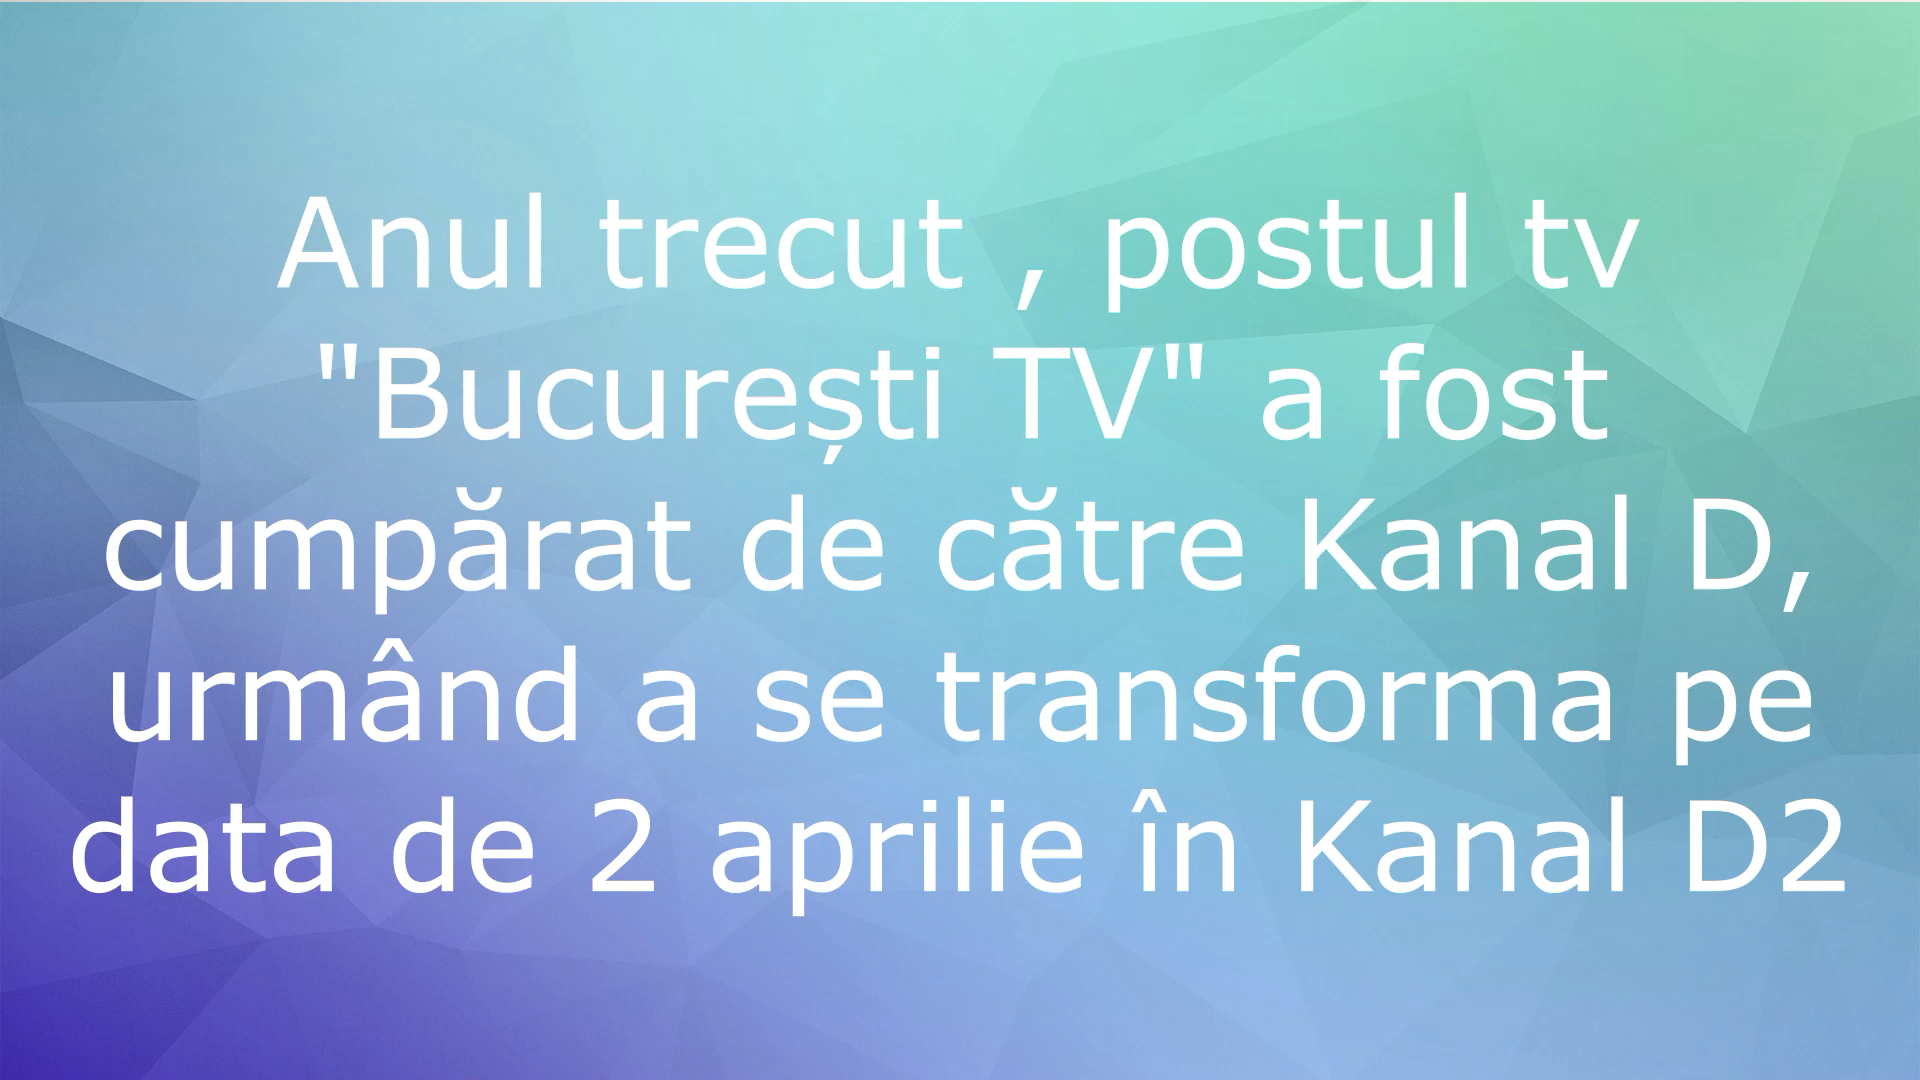 Anul trecut , postul tv
"București TV" a fost
cumpărat de către Kanal D,
urmând a se transforma pe
data de 2 aprilie în Kanal D2